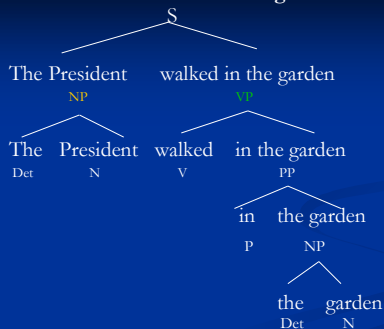 S
The President walked in the garden
NP VP
The President walked in the garden
Det N V PP
in the garden
P NP
the garden
Det N